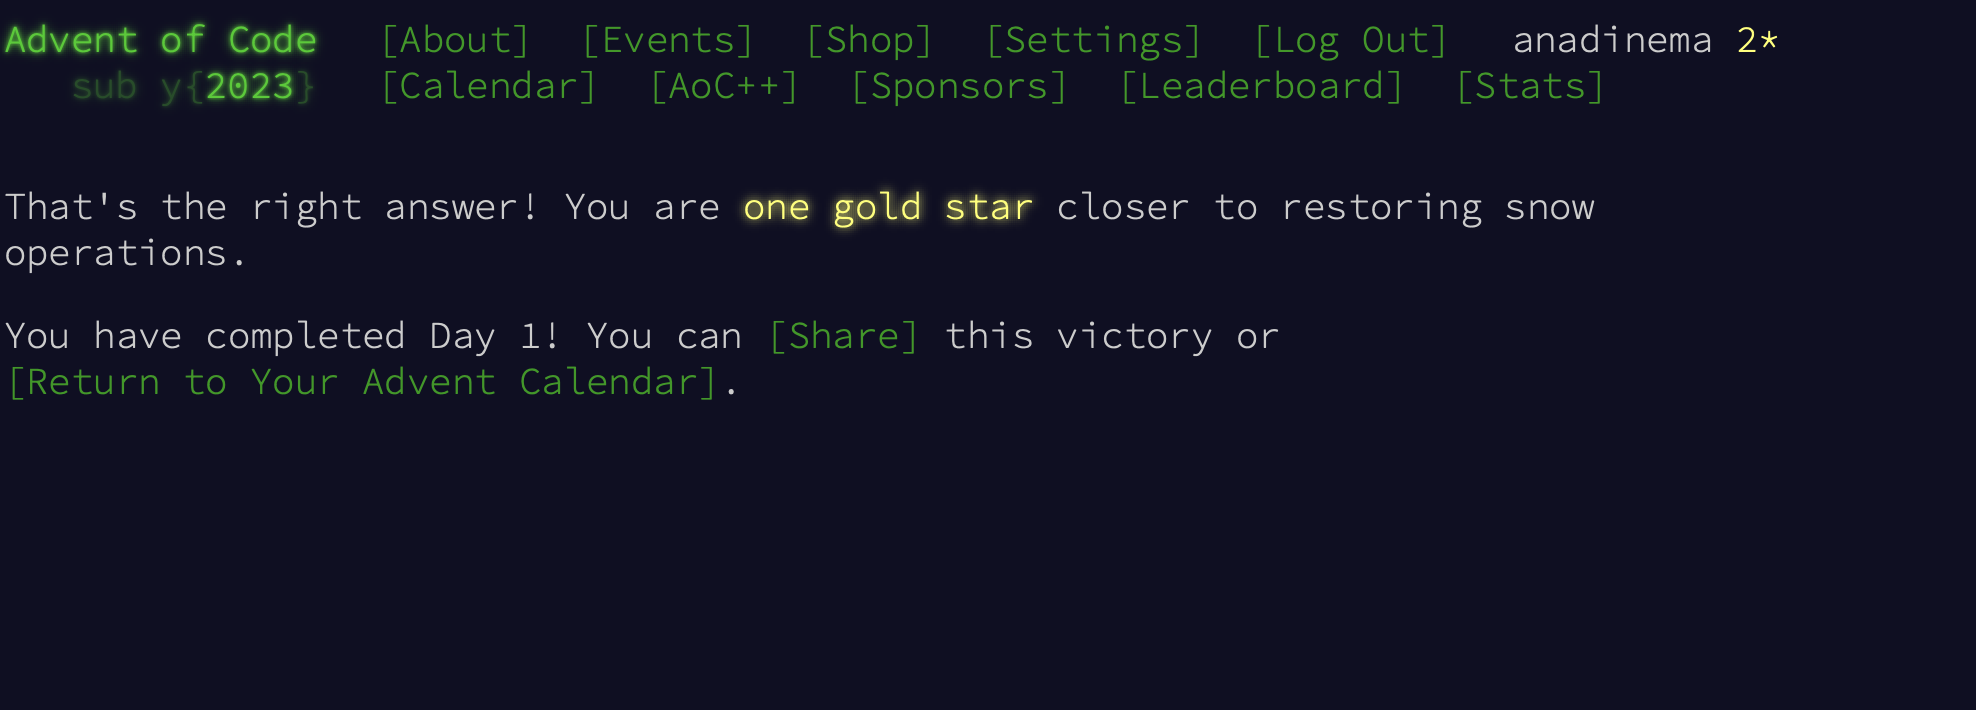 Advent of Code [About] [Events] [Shop] [Settings] [Log Out] anadinema 2*
sub y{2023} [Calendar] [AoC++] [Sponsors] [Leaderboard] [Stats]
That's the right answer! You are one gold star closer to restoring snow
operations.
You have completed Day 1! You can [Share] this victory or
[Return to Your Advent Calendar].